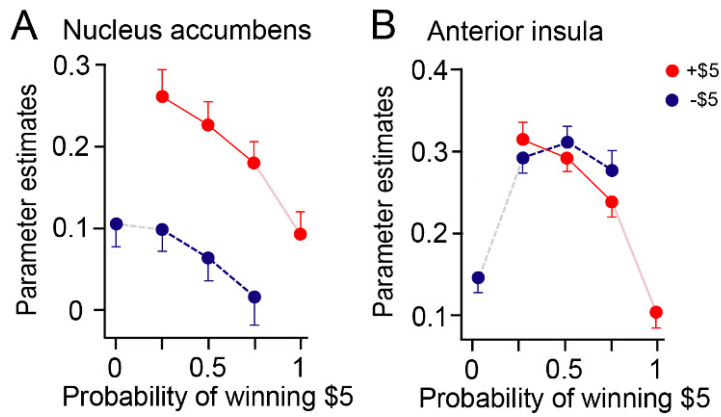 A Nucleus accumbens
Parameter estimates
0.3
0.2
0.1
0
0 0.5 1
Probability of winning $5
B Anterior insula
Parameter estimates
0.4
0.3
0.2
0.1
0 0.5 1
Probability of winning $5
+$5
-$5